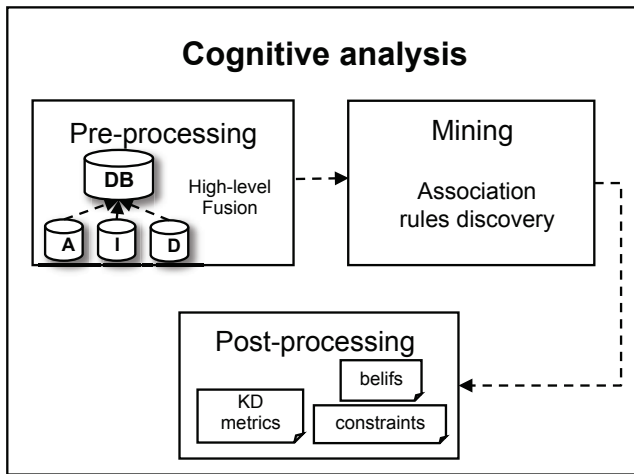 Cognitive analysis
Pre-processing
DB
High-level
Fusion
A
I
D
Mining
Association
rules discovery
Post-processing
belifs
KD
metrics
constraints